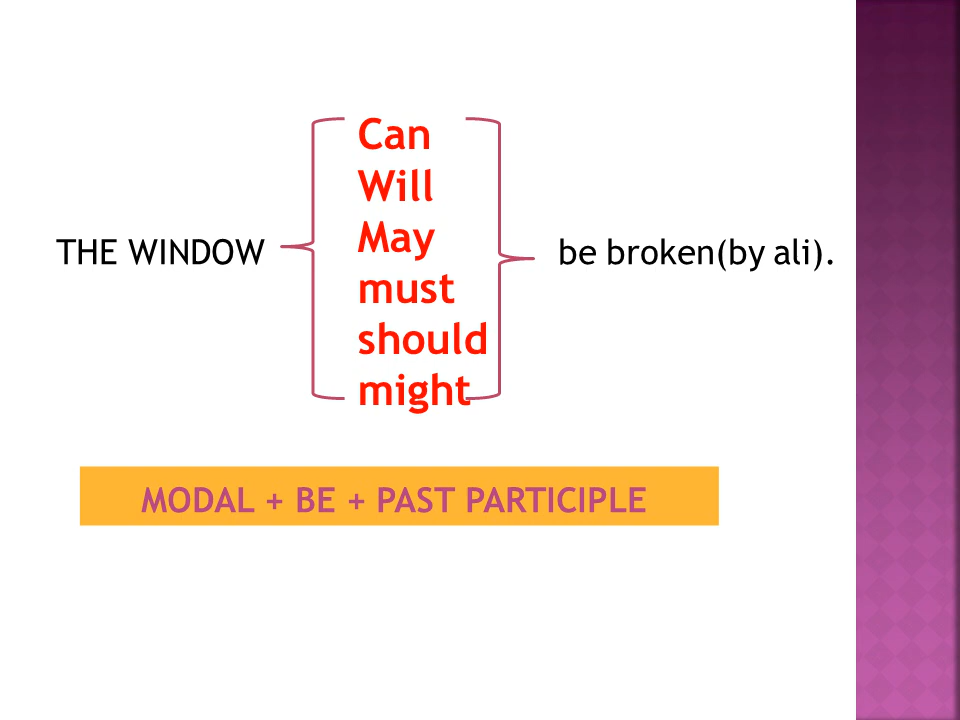 Can
Will
May
THE WINDOW be broken(by ali).
must
should
might
MODAL + BE + PAST PARTICIPLE